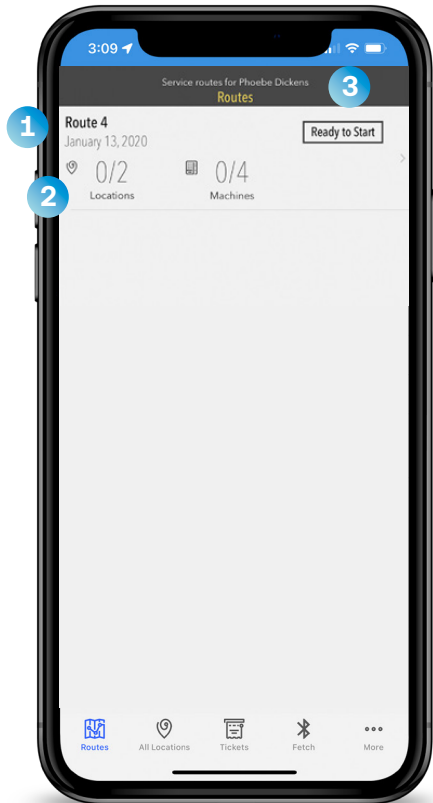 3:09
Service routes for Phoebe Dickens
Routes
3
1
Route 4
Ready to Start
January 13, 2020
0/2
0/4
2
Locations
Machines
Routes
All Locations
Tickets
Fetch
More